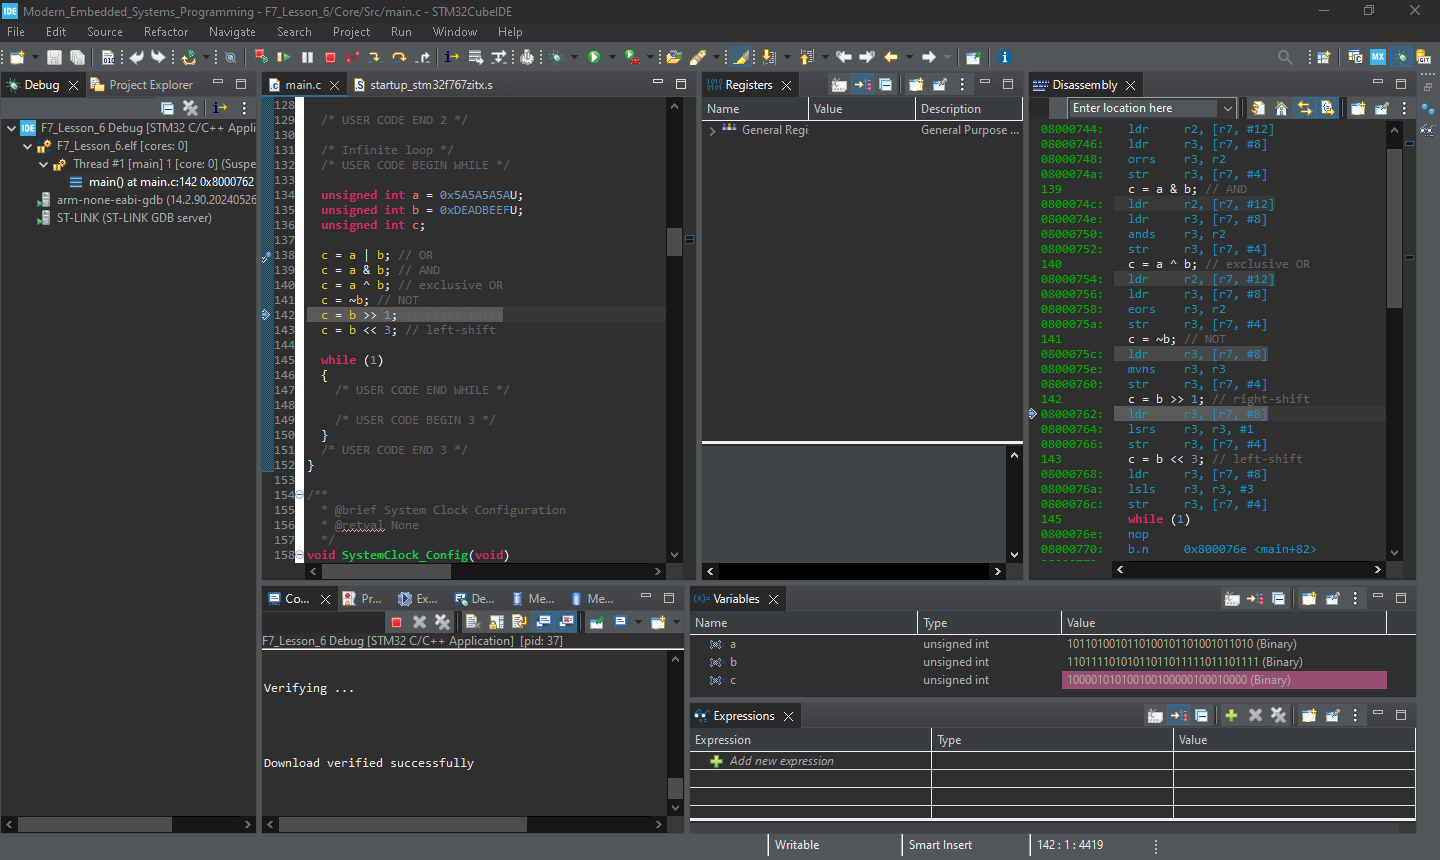 IDE Modern_Embedded_Systems_Programming - F7_Lesson_6/Core/Src/main.c - STM32CubeIDE
File Edit Source Refactor Navigate Search Project Run Window Help
Debug
Project Explorer
F7_Lesson_6 Debug [STM32 C/C++ Appli
F7_Lesson_6.elf [cores: 0]
Thread #1 [main] 1 [core: 0] (Suspe
main() at main.c:142 0x8000762
arm-none-eabi-gdb (14.2.90.20240526
ST-LINK (ST-LINK GDB server)
main.c
startup_stm32f767zitx.s
128
129 /* USER CODE END 2 */
130
131 /* Infinite loop */
132 /* USER CODE BEGIN WHILE */
133
134 unsigned int a = 0x5A5A5A5AU;
135 unsigned int b = 0xDEADBEEFU;
136 unsigned int c;
137
138 c = a | b; // OR
139 c = a & b; // AND
140 c = a ^ b; // exclusive OR
141 c = ~b; // NOT
142 c = b >> 1; // right-shift
143 c = b << 3; // left-shift
144
145 while (1)
146 {
147 /* USER CODE END WHILE */
148
149 /* USER CODE BEGIN 3 */
150 }
151 /* USER CODE END 3 */
152 }
153
154 /**
155 * @brief System Clock Configuration
156 * @retval None
157 */
158 void SystemClock_Config(void)
Registers
Name Value Description
General Regi General Purpose ...
Disassembly
Enter location here
08000744: ldr r2, [r7, #12]
08000746: ldr r3, [r7, #8]
08000748: orrs r3, r2
0800074a: str r3, [r7, #4]
139 c = a & b; // AND
0800074c: ldr r2, [r7, #12]
0800074e: ldr r3, [r7, #8]
08000750: ands r3, r2
08000752: str r3, [r7, #4]
140 c = a ^ b; // exclusive OR
08000754: ldr r2, [r7, #12]
08000756: ldr r3, [r7, #8]
08000758: eors r3, r2
0800075a: str r3, [r7, #4]
141 c = ~b; // NOT
0800075c: ldr r3, [r7, #8]
0800075e: mvns r3, r3
08000760: str r3, [r7, #4]
142 c = b >> 1; // right-shift
08000762: ldr r3, [r7, #8]
08000764: lsrs r3, r3, #1
08000766: str r3, [r7, #4]
143 c = b << 3; // left-shift
08000768: ldr r3, [r7, #8]
0800076a: lsls r3, r3, #3
0800076c: str r3, [r7, #4]
145 while (1)
0800076e: nop
08000770: b.n 0x800076e <main+82>
Co... Pr... Ex... De... Me... Me...
F7_Lesson_6 Debug [STM32 C/C++ Application] [pid: 37]
Verifying ...
Download verified successfully
(x)= Variables
Name Type Value
a unsigned int 1011010010110100101101001011010 (Binary)
b unsigned int 11011110101011011011111011101111 (Binary)
c unsigned int 100001010100100100000100010000 (Binary)
Expressions
Expression Type Value
Add new expression
Writable Smart Insert 142 : 1 : 4419